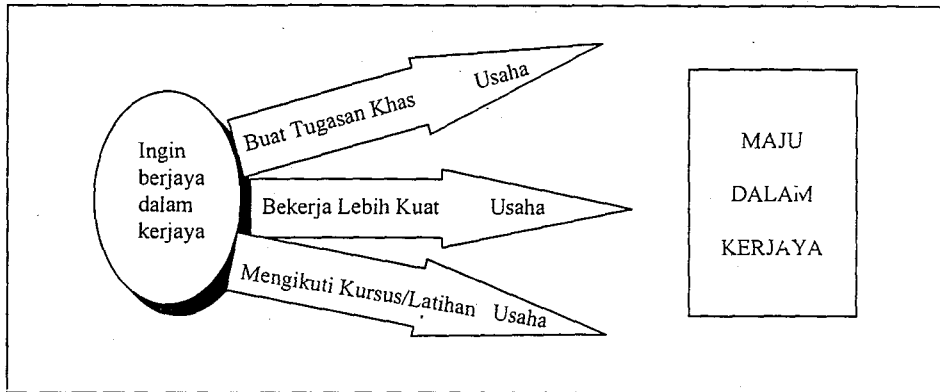 Ingin
berjaya
dalam
kerjaya
Buat Tugasan Khas Usaha
Bekerja Lebih Kuat Usaha
Mengikuti Kursus/Latihan Usaha
MAJU
DALAM
KERJAYA